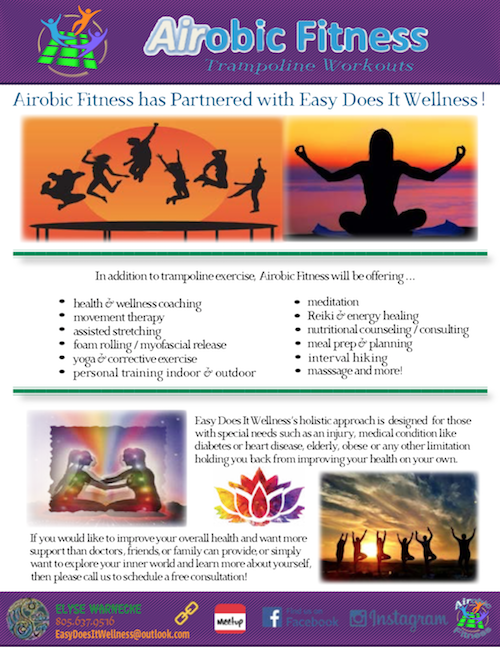 Airobic Fitness
Trampoline Workouts
Airobic Fitness has Partnered with Easy Does It Wellness !
In addition to trampoline exercise, Airobic Fitness will be offering ...
• health & wellness coaching
• movement therapy
• assisted stretching
• foam rolling / myofascial release
• yoga & corrective exercise
• personal training indoor & outdoor
• meditation
• Reiki & energy healing
• nutritional counseling / consulting
• meal prep & planning
• interval hiking
• masssage and more!
Easy Does It Wellness's holistic approach is designed for those
with special needs such as an injury, medical condition like
diabetes or heart disease, elderly, obese or any other limitation
holding you back from improving your health on your own.
If you would like to improve your overall health and want more
support than doctors, friends, or family can provide, or simply
want to explore your inner world and learn more about yourself,
then please call us to schedule a free consultation!
ELYSE WARNECKE
805.637.9516
EasyDoesItWellness@outlook.com
Meetup
Find us on
Facebook
Instagram
Airobic
Fitness